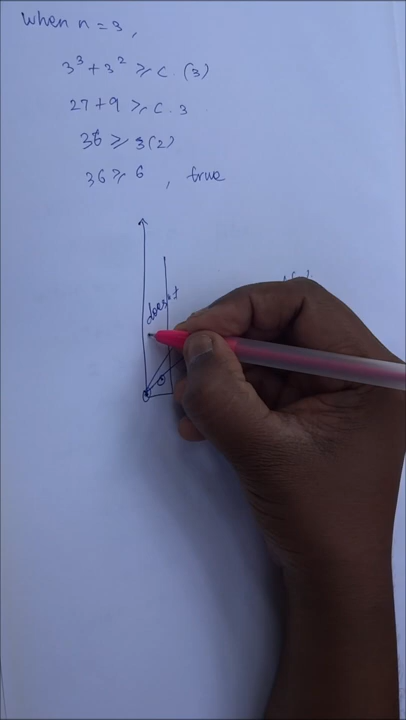 when n = 3,
3³ + 3² ≥ c. (3)
27 + 9 ≥ c. 3
36 ≥ 3(2)
36 ≥ 6 , true